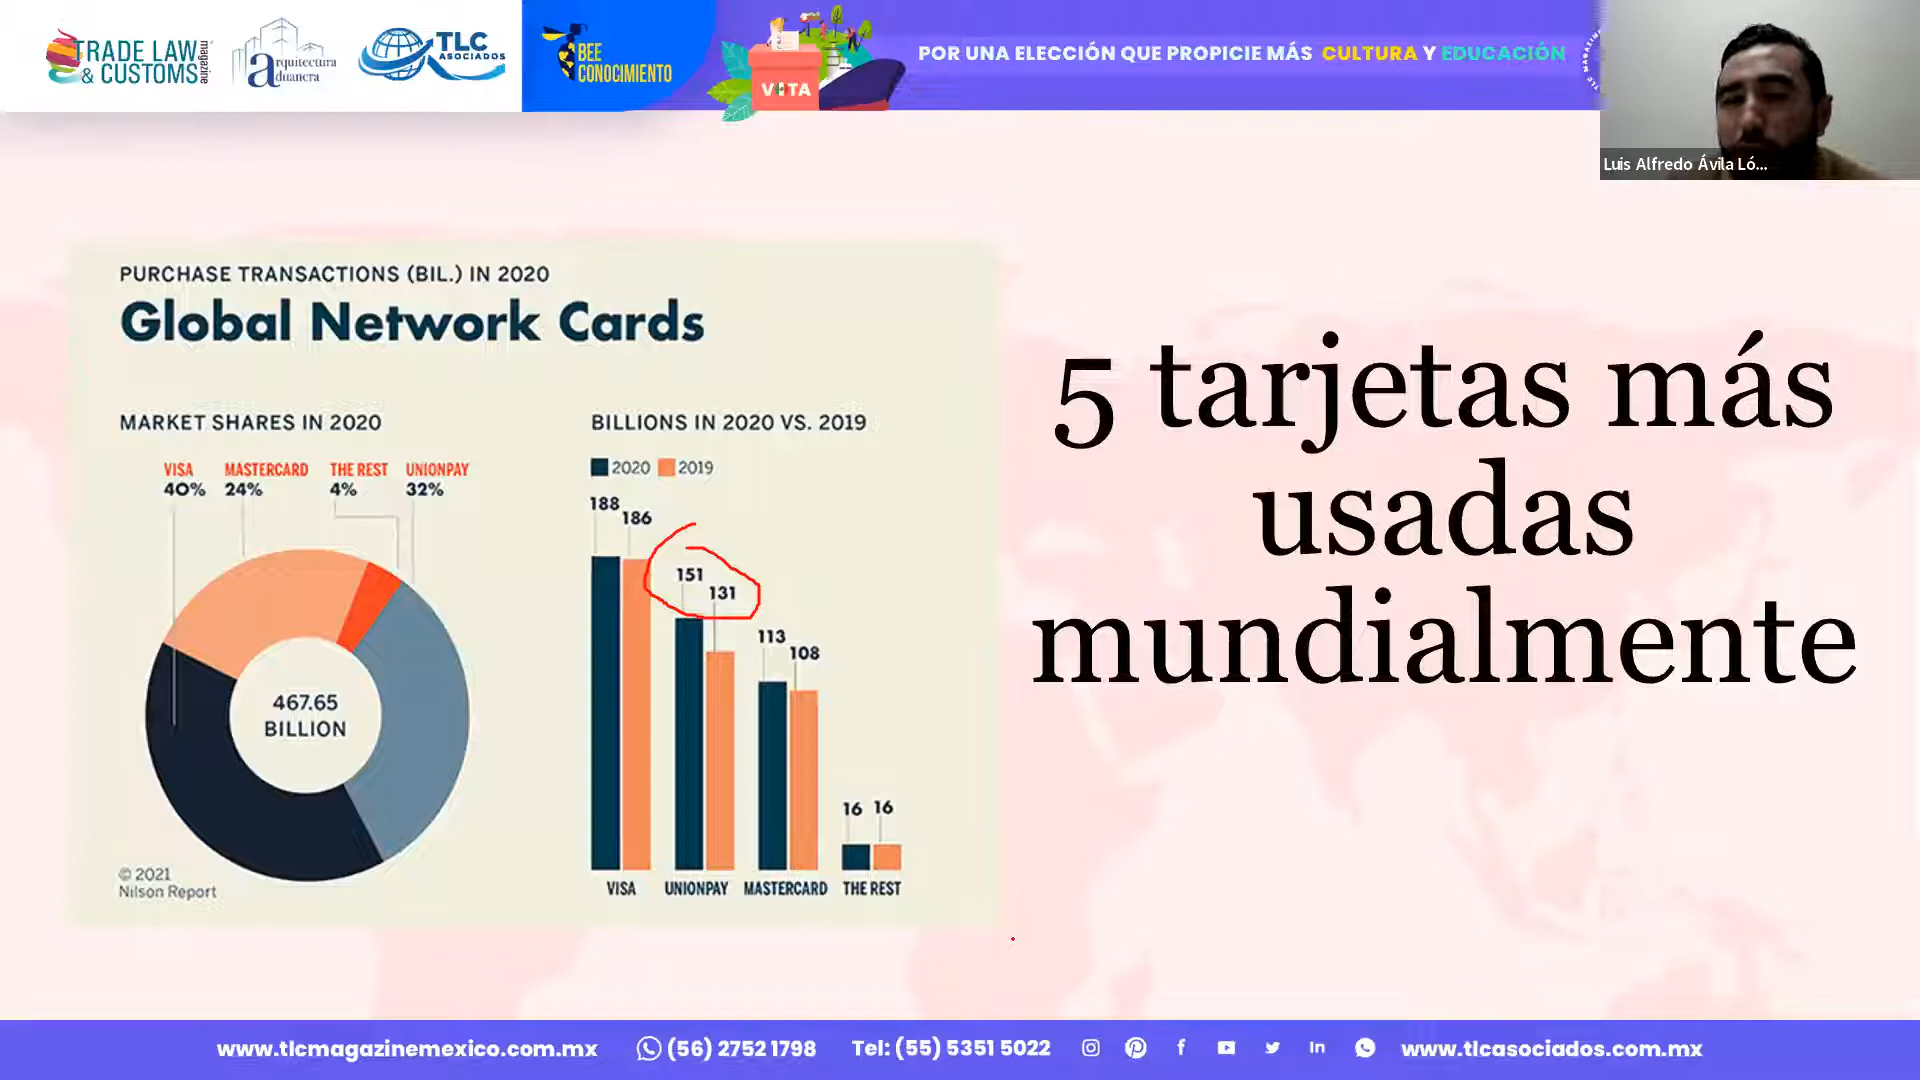 TRADE LAW
& CUSTOMS
magazine
arquitectura
aduanera
TLC
ASOCIADOS
BEE
CONOCIMIENTO
VOTA
POR UNA ELECCIÓN QUE PROPICIE MÁS CULTURA Y EDUCACIÓN
Luis Alfredo Ávila Ló...
PURCHASE TRANSACTIONS (BIL.) IN 2020
Global Network Cards
MARKET SHARES IN 2020
VISA MASTERCARD THE REST UNIONPAY
40% 24% 4% 32%
467.65
BILLION
© 2021
Nilson Report
BILLIONS IN 2020 VS. 2019
2020 2019
188 186
151 131
113 108
16 16
VISA UNIONPAY MASTERCARD THE REST
5 tarjetas más
usadas
mundialmente
www.tlcmagazinemexico.com.mx (56) 2752 1798 Tel: (55) 5351 5022 www.tlcasociados.com.mx